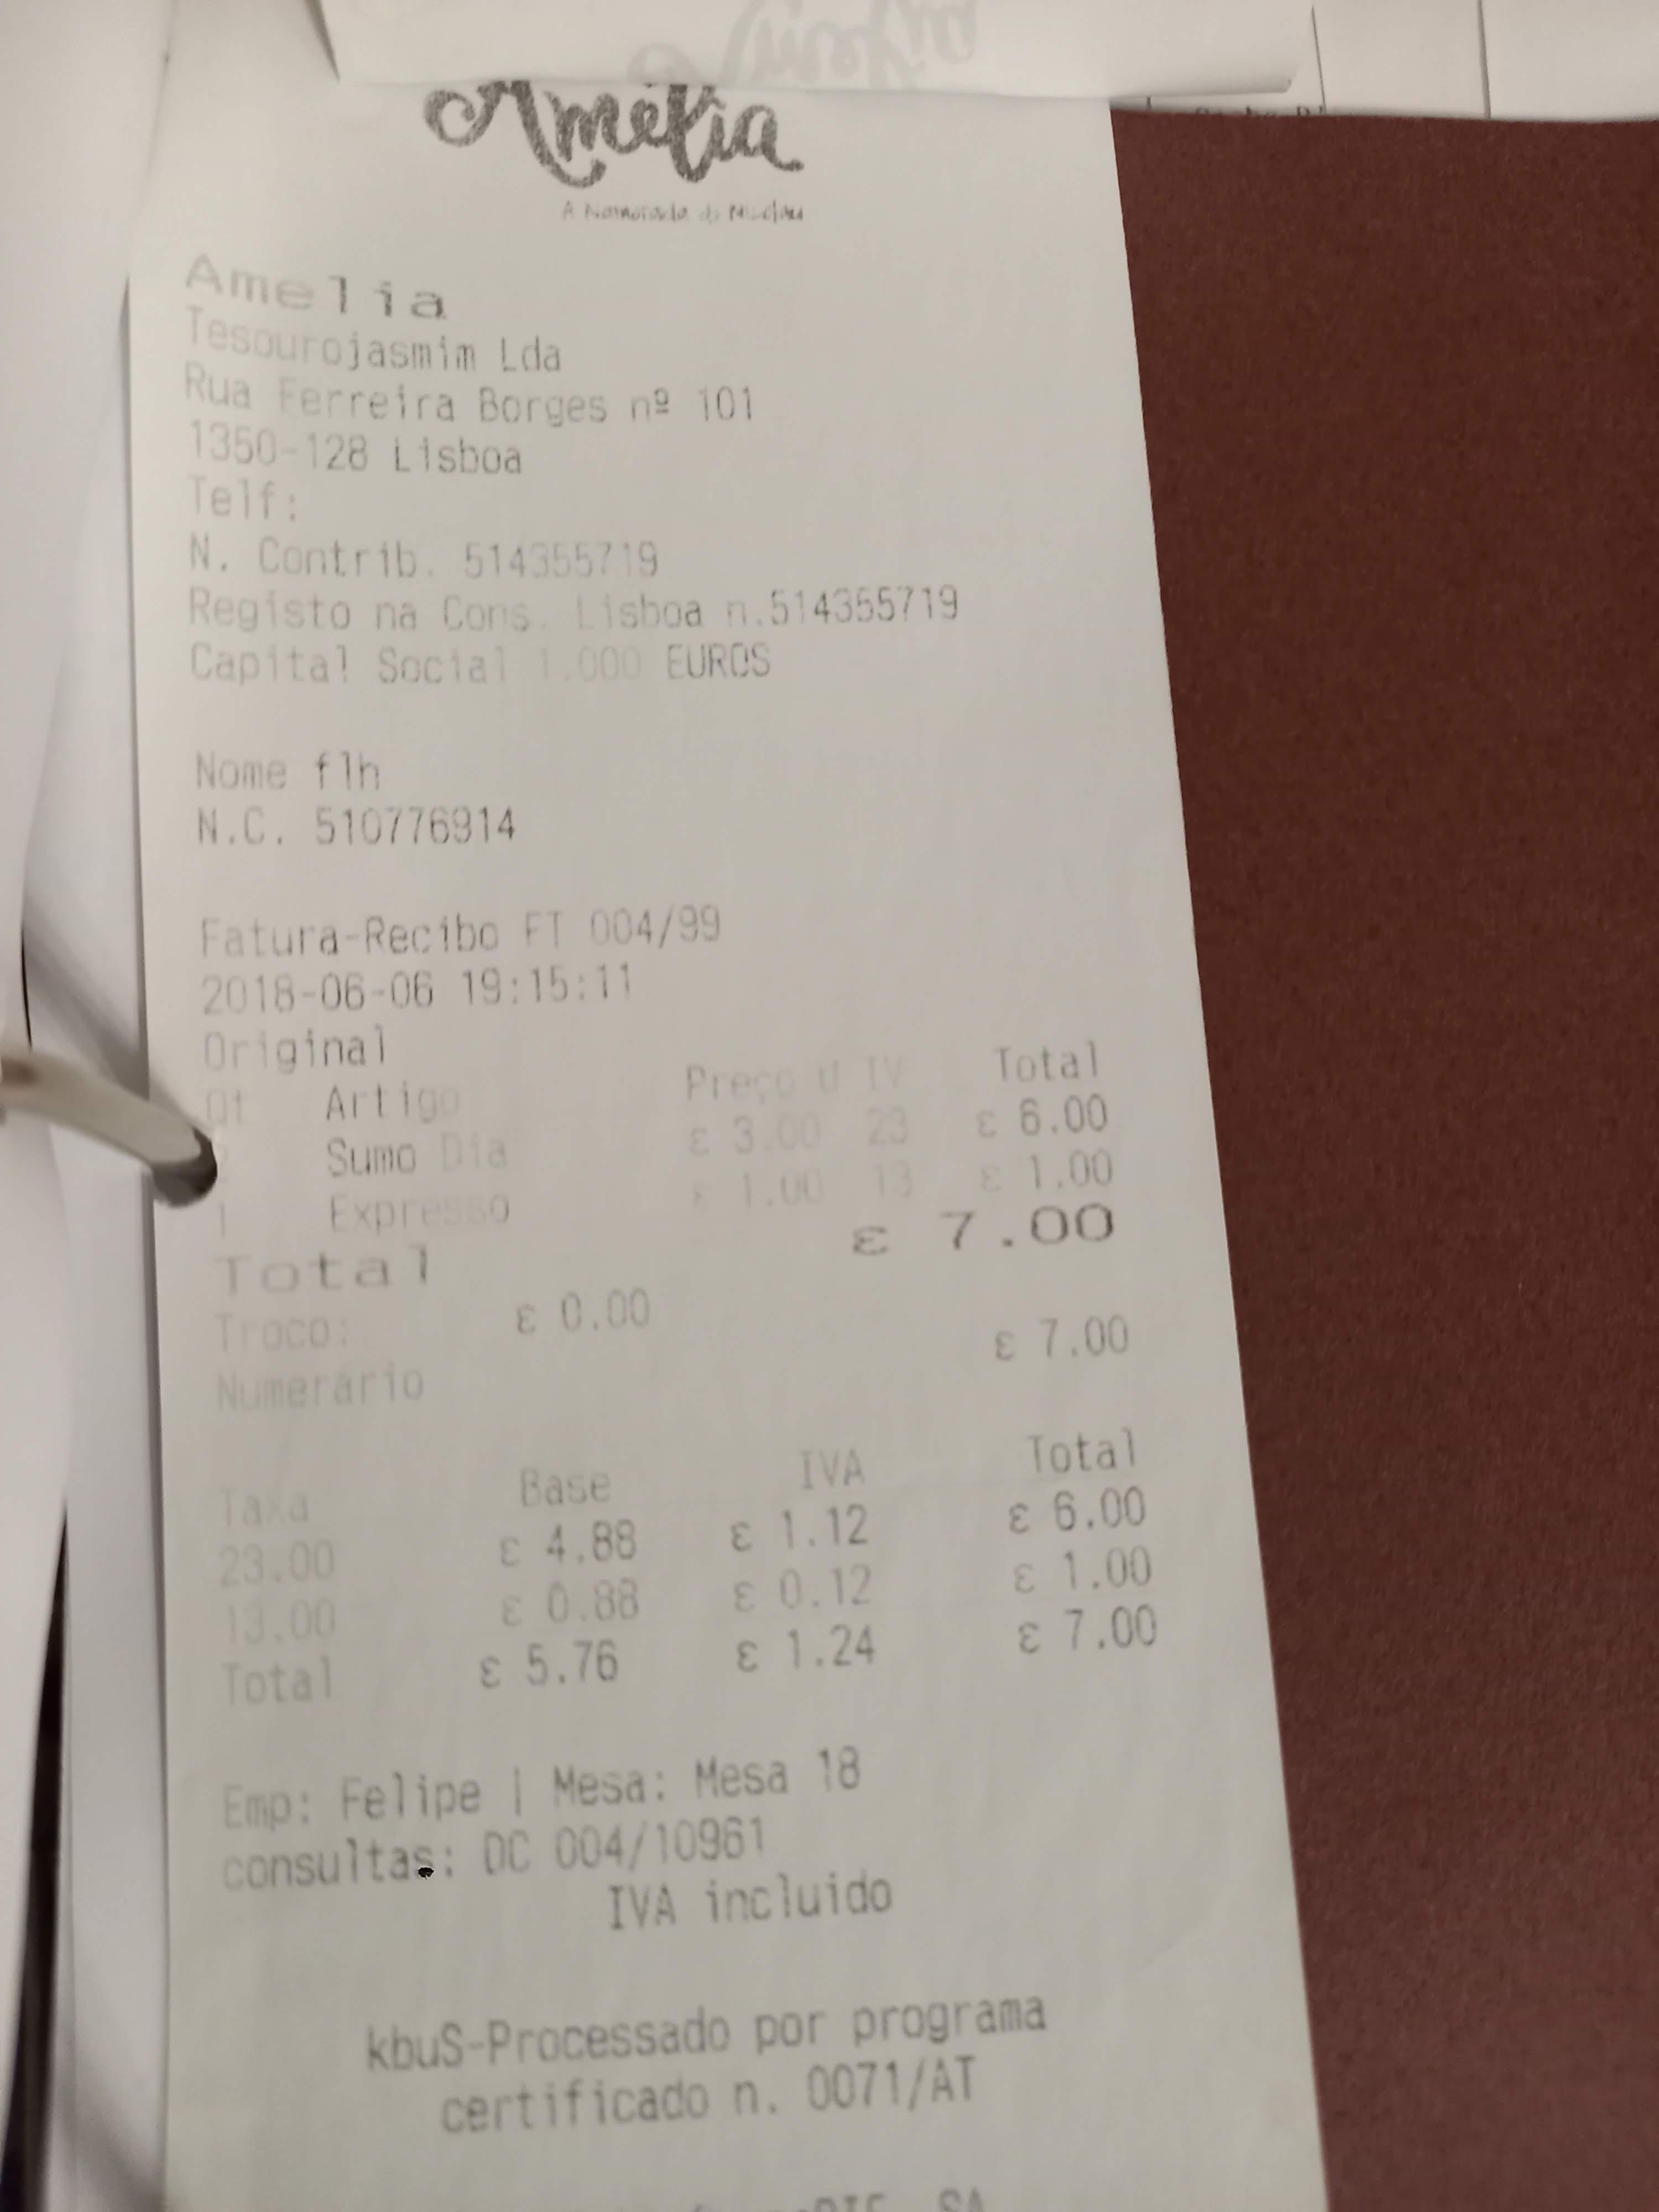 Amélia
A Namorada do Nicolau
Amelia
Tesourojasmim Lda
Rua Ferreira Borges nº 101
1350-128 Lisboa
Telf:
N. Contrib. 514355719
Registo na Cons. Lisboa n.514355719
Capital Social 1.000 EUROS
Nome flh
N.C. 510776914
Fatura-Recibo FT 004/99
2018-06-06 19:15:11
Original
Qt Artigo Preço U IV Total
Sumo Dia € 3.00 23 € 6.00
1 Expresso € 1.00 13 € 1.00
Total € 7.00
Troco: € 0.00
Numerário € 7.00
Taxa Base IVA Total
23.00 € 4.88 € 1.12 € 6.00
13.00 € 0.88 € 0.12 € 1.00
Total € 5.76 € 1.24 € 7.00
Emp: Felipe | Mesa: Mesa 18
consultas: DC 004/10961
IVA incluido
kbuS-Processado por programa
certificado n. 0071/AT
SA